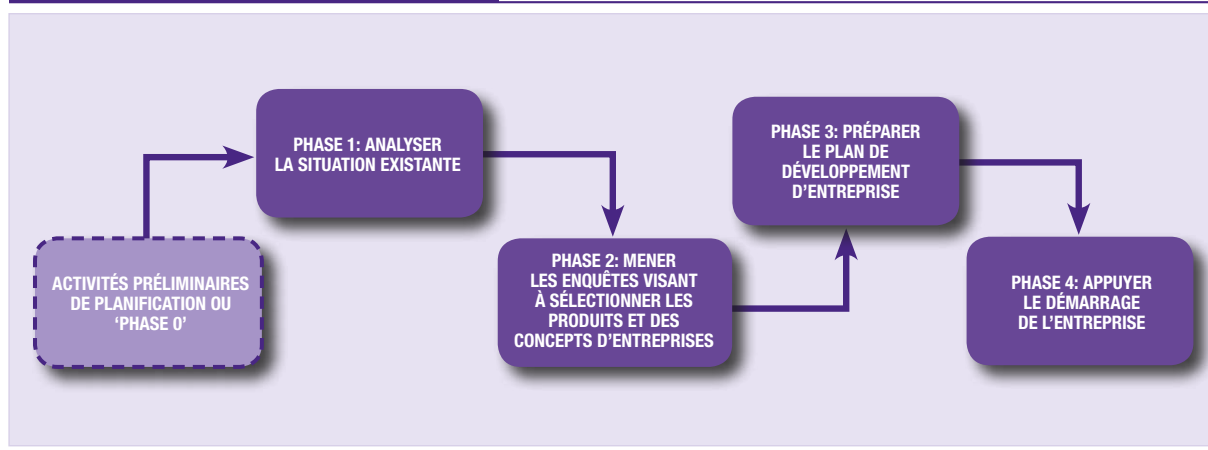 ACTIVITÉS PRÉLIMINAIRES
DE PLANIFICATION OU
‘PHASE 0’
PHASE 1: ANALYSER
LA SITUATION EXISTANTE
PHASE 2: MENER
LES ENQUÊTES VISANT
À SÉLECTIONNER LES
PRODUITS ET DES
CONCEPTS D’ENTREPRISES
PHASE 3: PRÉPARER
LE PLAN DE
DÉVELOPPEMENT
D’ENTREPRISE
PHASE 4: APPUYER
LE DÉMARRAGE
DE L’ENTREPRISE